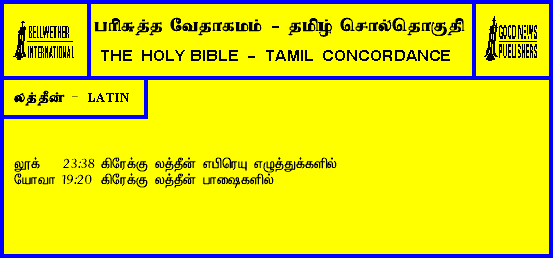 BELLWETHER
INTERNATIONAL
பரிசுத்த வேதாகமம் - தமிழ் சொல்தொகுதி
THE HOLY BIBLE - TAMIL CONCORDANCE
GOOD NEWS
PUBLISHERS
லத்தீன் - LATIN
லூக் 23:38 கிரேக்கு லத்தீன் எபிரெயு எழுத்துக்களில்
யோவா 19:20 கிரேக்கு லத்தீன் பாஷைகளில்